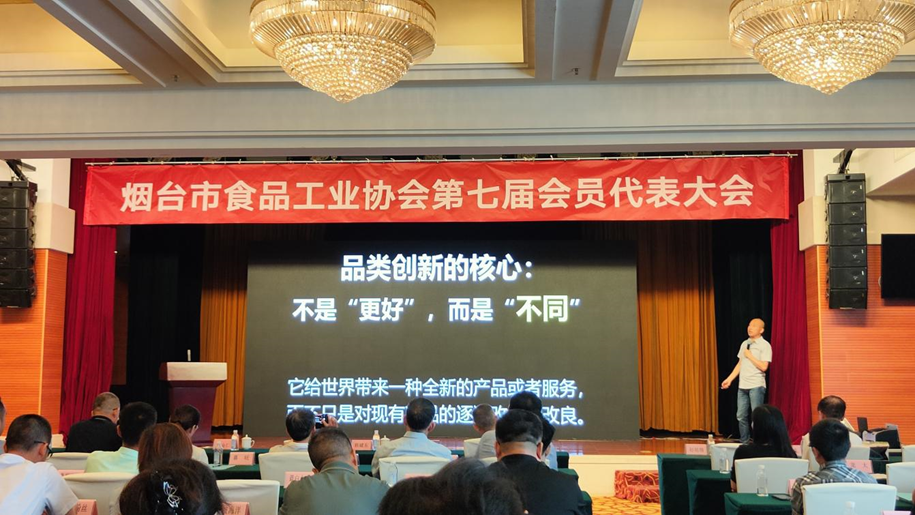 烟台市食品工业协会第七届会员代表大会
品类创新的核心：
不是“更好”，而是“不同”
它给世界带来一种全新的产品或者服务，
只是对现有 品的逐 改良。